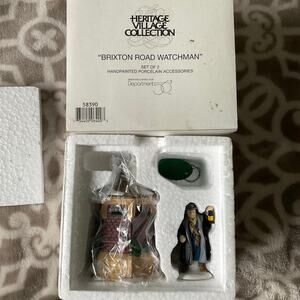 HERITAGE
VILLAGE
COLLECTION
"BRIXTON ROAD WATCHMAN"
SET OF 2
HANDPAINTED PORCELAIN ACCESSORIES
Department 56
58390